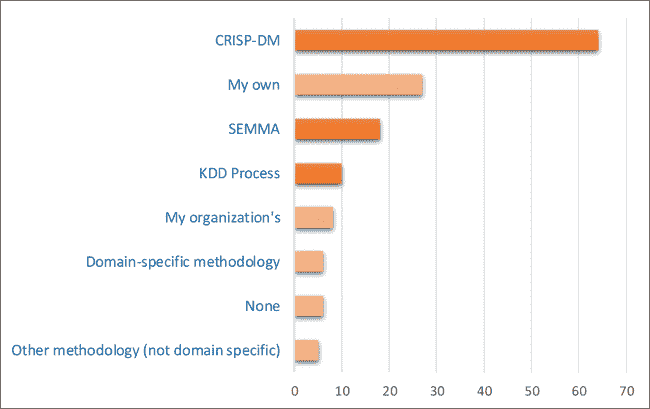 CRISP-DM
My own
SEMMA
KDD Process
My organization's
Domain-specific methodology
None
Other methodology (not domain specific)
0 10 20 30 40 50 60 70